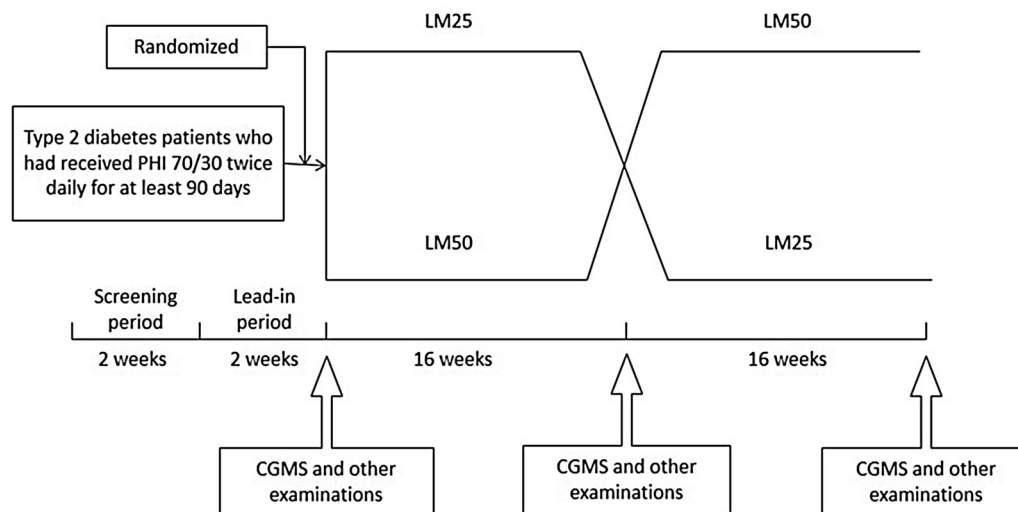 LM25
LM50
Randomized
Type 2 diabetes patients who
had received PHI 70/30 twice
daily for at least 90 days
LM50
LM25
Screening
period
Lead-in
period
2 weeks
2 weeks
16 weeks
16 weeks
CGMS and other
examinations
CGMS and other
examinations
CGMS and other
examinations